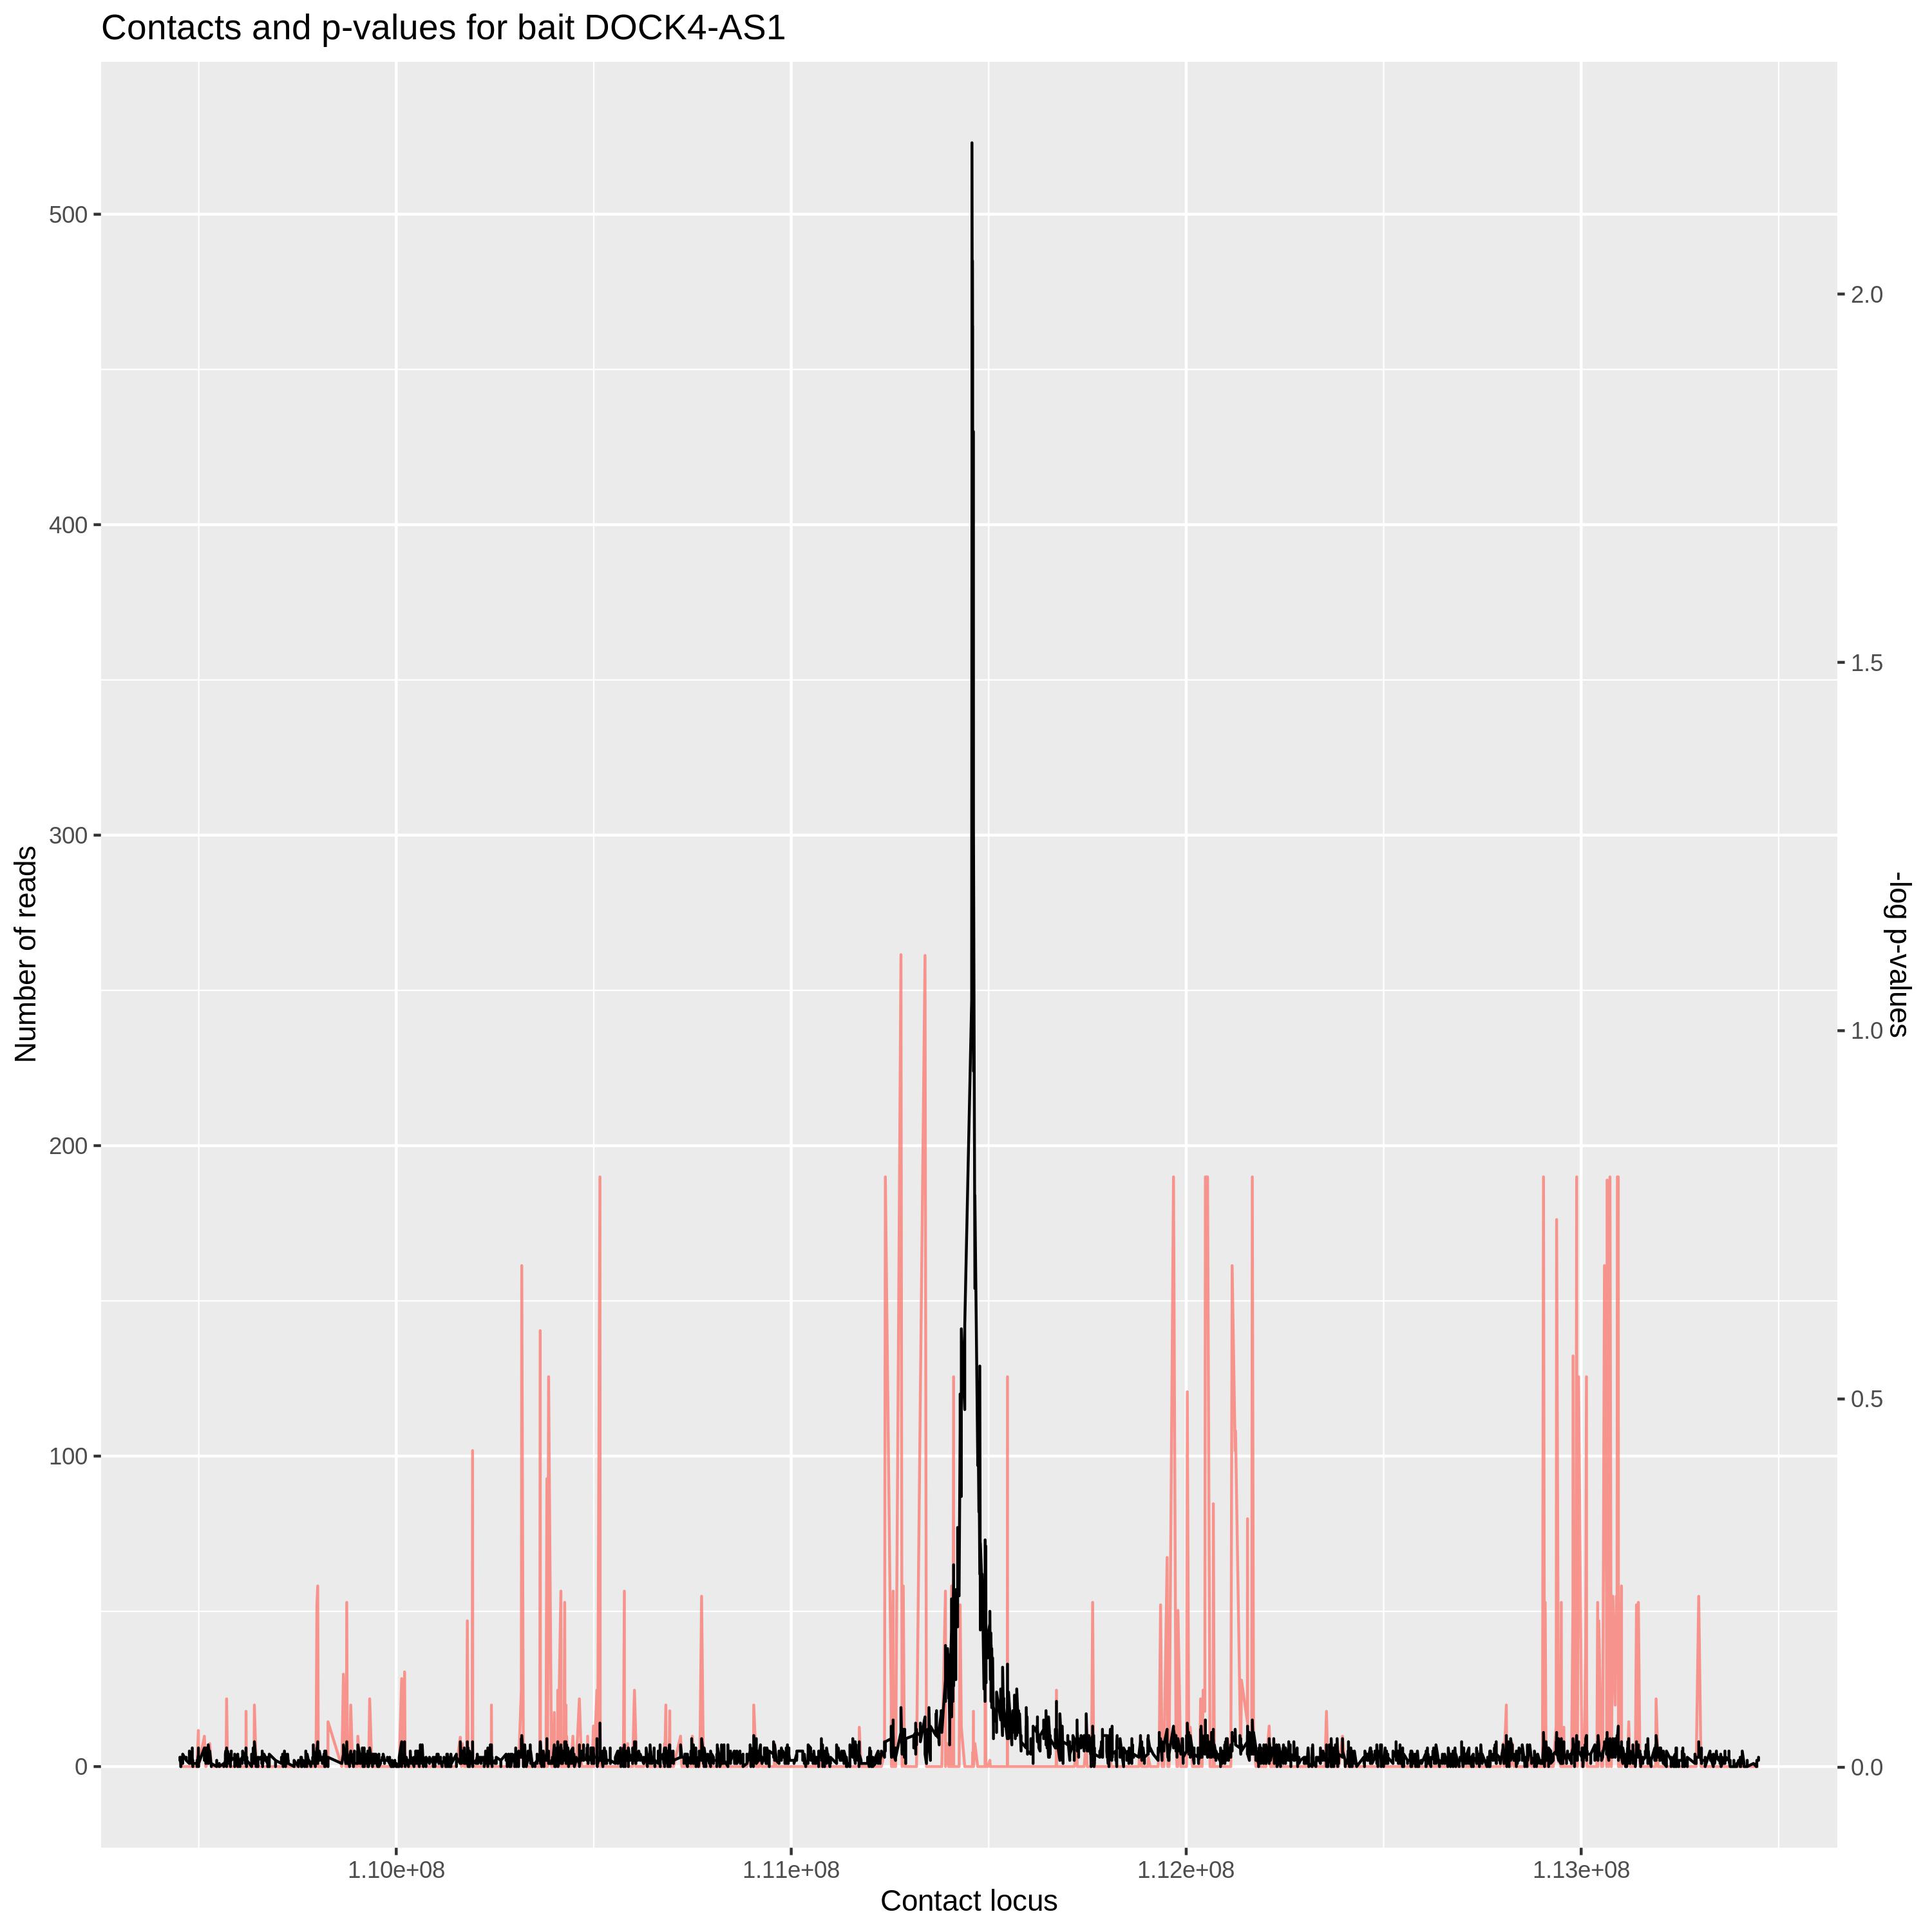 Contacts and p-values for bait DOCK4-AS1
Number of reads
500
400
300
200
100
0
2.0
1.5
1.0
0.5
0.0
-log p-values
1.10e+08
1.11e+08
1.12e+08
1.13e+08
Contact locus